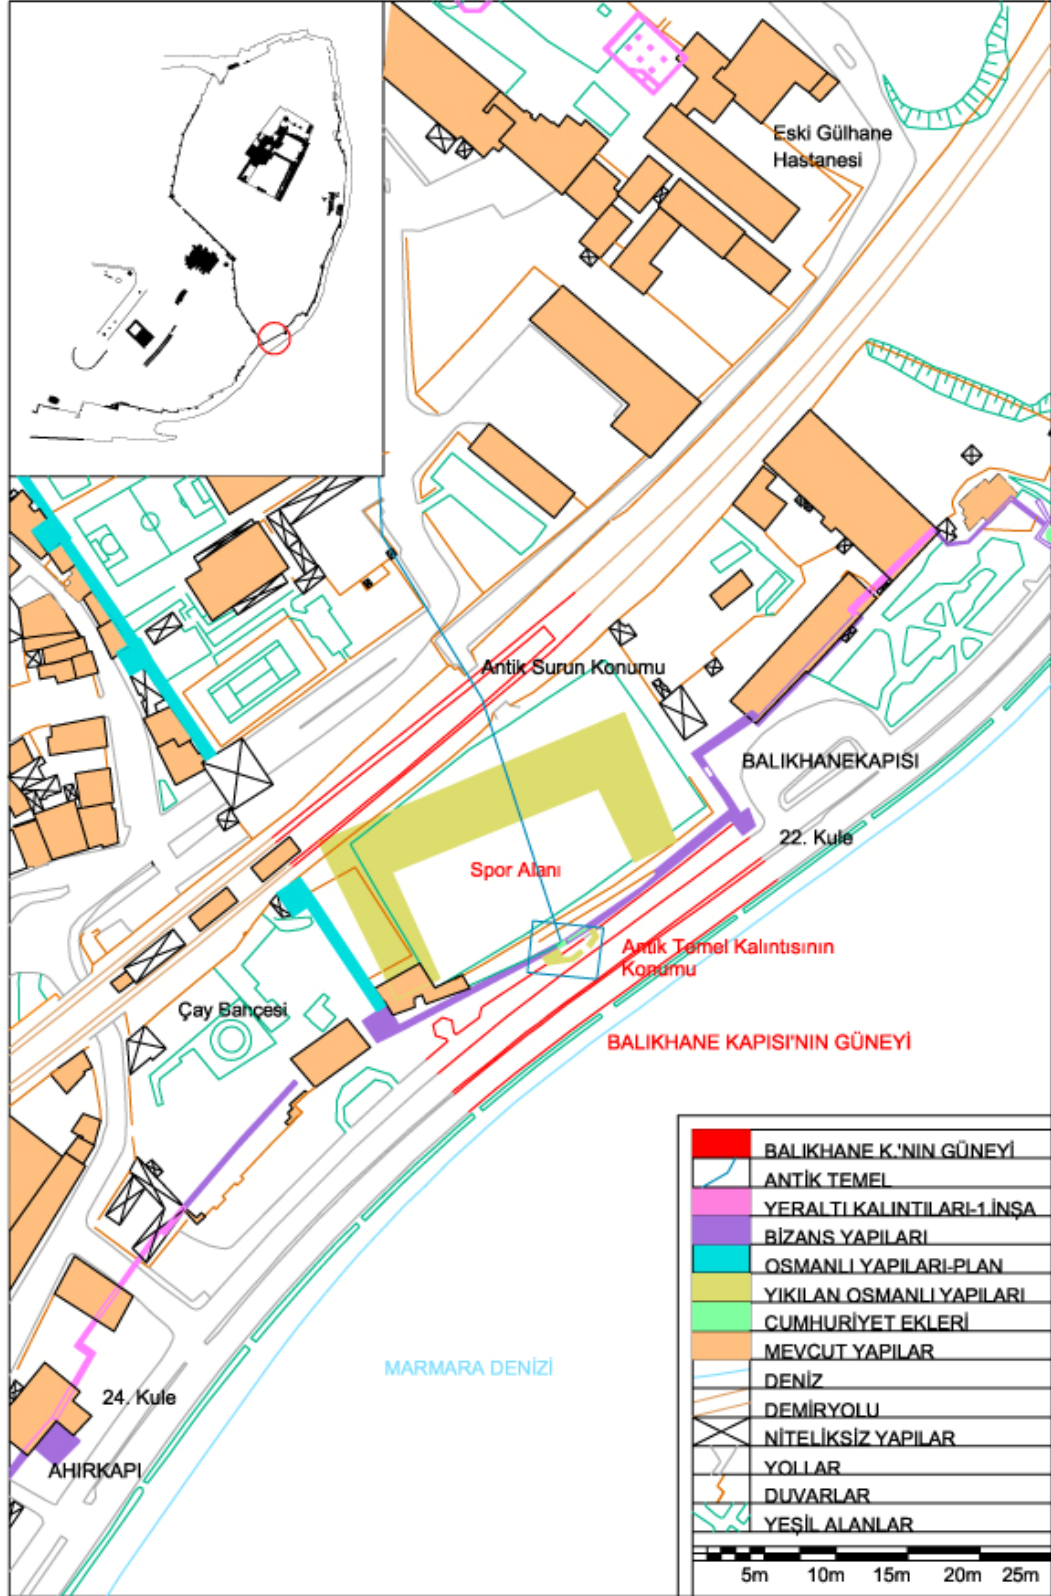 Eski Gülhane
Hastanesi
Antik Surun Konumu
BALIKHANEKAPISI
22. Kule
Spor Alanı
Antik Temel Kalıntısının
Konumu
Çay Bahçesi
BALIKHANE KAPISI'NIN GÜNEYİ
MARMARA DENİZİ
24. Kule
AHIRKAPI
BALIKHANE K.'NIN GÜNEYİ
ANTİK TEMEL
YERALTI KALINTILARI-1.İNŞA
BİZANS YAPILARI
OSMANLI YAPILARI-PLAN
YIKILAN OSMANLI YAPILARI
CUMHURİYET EKLERİ
MEVCUT YAPILAR
DENİZ
DEMİRYOLU
NİTELİKSİZ YAPILAR
YOLLAR
DUVARLAR
YEŞİL ALANLAR
5m 10m 15m 20m 25m